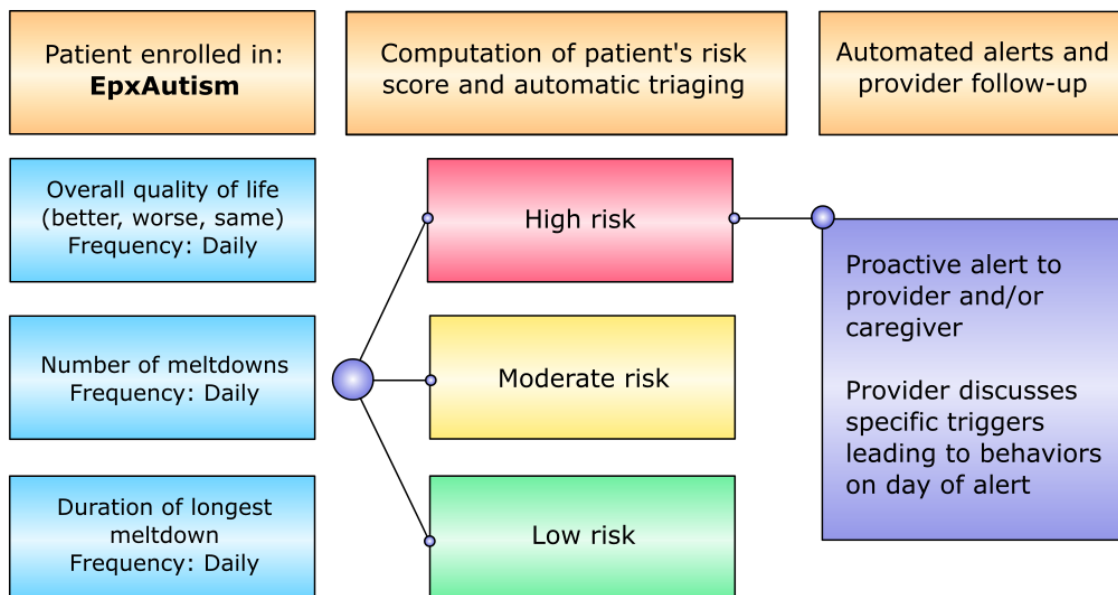 Patient enrolled in:
EpxAutism
Computation of patient's risk
score and automatic triaging
Automated alerts and
provider follow-up
Overall quality of life
(better, worse, same)
Frequency: Daily
Number of meltdowns
Frequency: Daily
Duration of longest
meltdown
Frequency: Daily
High risk
Moderate risk
Low risk
Proactive alert to
provider and/or
caregiver
Provider discusses
specific triggers
leading to behaviors
on day of alert